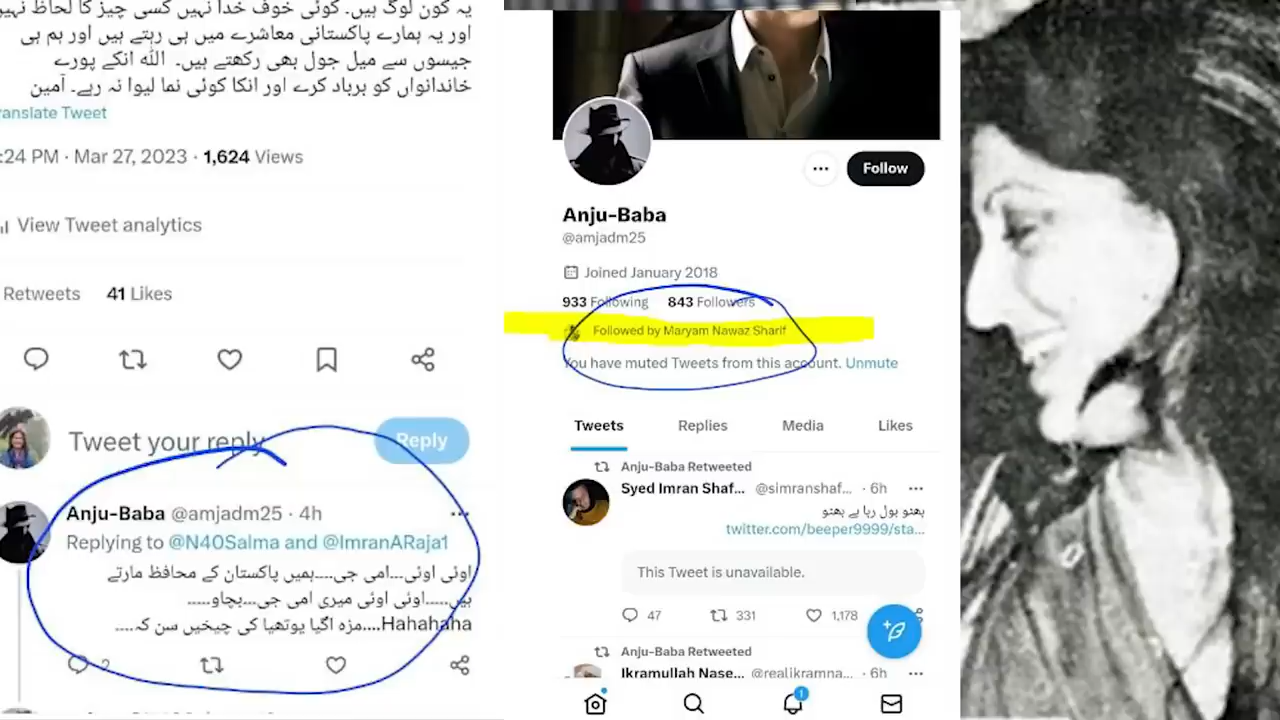 یہ کون لوگ ہیں۔ کوئی خوف خدا نہیں کسی چیز کا لحاظ نہیں
اور یہ ہمارے پاکستانی معاشرے میں ہی رہتے ہیں اور ہم ہی
جیسوں سے میل جول بھی رکھتے ہیں۔ اللّٰہ انکے پورے
خاندانواں کو برباد کرے اور انکا کوئی نما لیوا نہ رہے۔ آمین
ranslate Tweet
:24 PM · Mar 27, 2023 · 1,624 Views
View Tweet analytics
Retweets 41 Likes
Tweet your reply
Reply
Anju-Baba @amjadm25 · 4h
Replying to @N40Salma and @ImranARaja1
اوئی اوئی...امی جی....ہمیں پاکستان کے محافظ مارتے
ہیں.....اوئی اوئی میری امی جی...بچاو.....
Hahahaha....مزہ اگیا یوتھیا کی چیخیں سن کہ....
2
Follow
Anju-Baba
@amjadm25
Joined January 2018
933 Following 843 Followers
Followed by Maryam Nawaz Sharif
You have muted Tweets from this account. Unmute
Tweets Replies Media Likes
Anju-Baba Retweeted
Syed Imran Shaf... @simranshaf... · 6h
بھٹو بول رہا ہے بھٹو
twitter.com/beeper9999/sta...
This Tweet is unavailable.
47 331 1,178
Anju-Baba Retweeted
Ikramullah Nase... @realikramna... · 6h
1